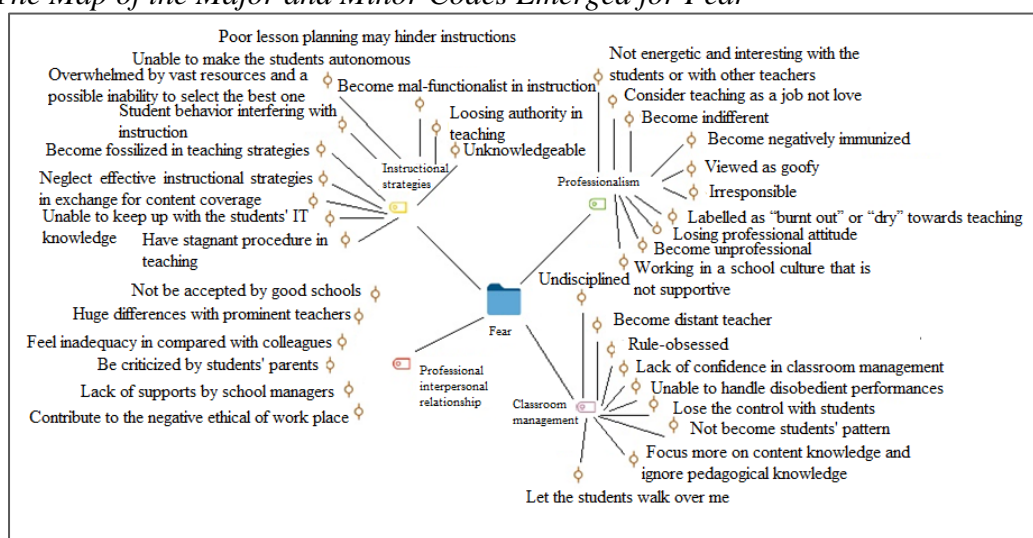 The Map of the Major and Minor Codes Emerged for Fear
Poor lesson planning may hinder instructions
Unable to make the students autonomous
Overwhelmed by vast resources and a
possible inability to select the best one
Become mal-functionalist in instruction
Student behavior interfering with
instruction
Loosing authority in
teaching
Unknowledgeable
Become fossilized in teaching strategies
Instructional
strategies
Neglect effective instructional strategies
in exchange for content coverage
Unable to keep up with the students' IT
knowledge
Have stagnant procedure in
teaching
Not energetic and interesting with the
students or with other teachers
Consider teaching as a job not love
Become indifferent
Become negatively immunized
Viewed as goofy
Professionalism
Irresponsible
Labelled as “burnt out” or “dry” towards teaching
Losing professional attitude
Become unprofessional
Working in a school culture that is
not supportive
Fear
Not be accepted by good schools
Huge differences with prominent teachers
Feel inadequacy in compared with colleagues
Be criticized by students' parents
Lack of supports by school managers
Contribute to the negative ethical of work place
Professional
interpersonal
relationship
Undisciplined
Become distant teacher
Rule-obsessed
Lack of confidence in classroom management
Unable to handle disobedient performances
Lose the control with students
Not become students' pattern
Classroom
management
Focus more on content knowledge and
ignore pedagogical knowledge
Let the students walk over me